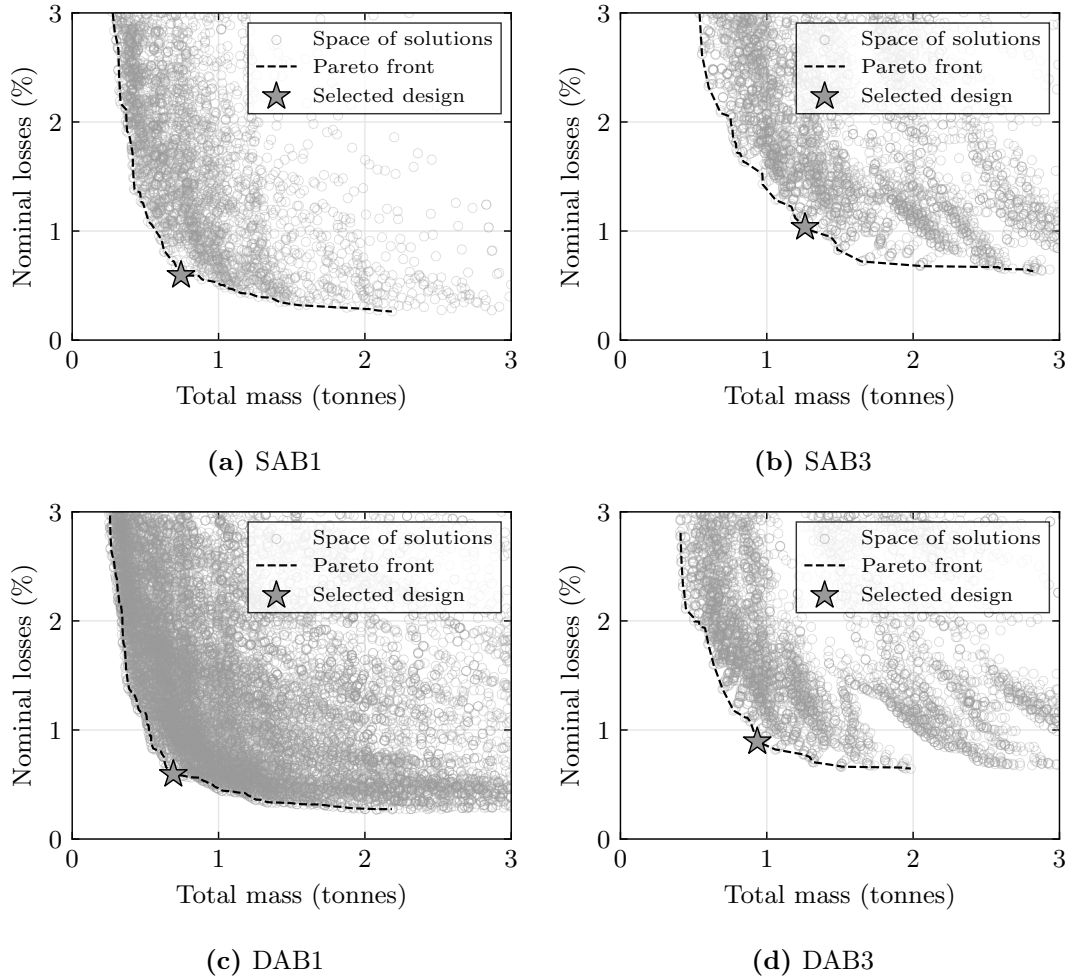 3
2
1
0
0
1
2
3
Nominal losses (%)
Total mass (tonnes)
Space of solutions
Pareto front
Selected design
(a) SAB1
3
2
1
0
0
1
2
3
Nominal losses (%)
Total mass (tonnes)
Space of solutions
Pareto front
Selected design
(b) SAB3
3
2
1
0
0
1
2
3
Nominal losses (%)
Total mass (tonnes)
Space of solutions
Pareto front
Selected design
(c) DAB1
3
2
1
0
0
1
2
3
Nominal losses (%)
Total mass (tonnes)
Space of solutions
Pareto front
Selected design
(d) DAB3